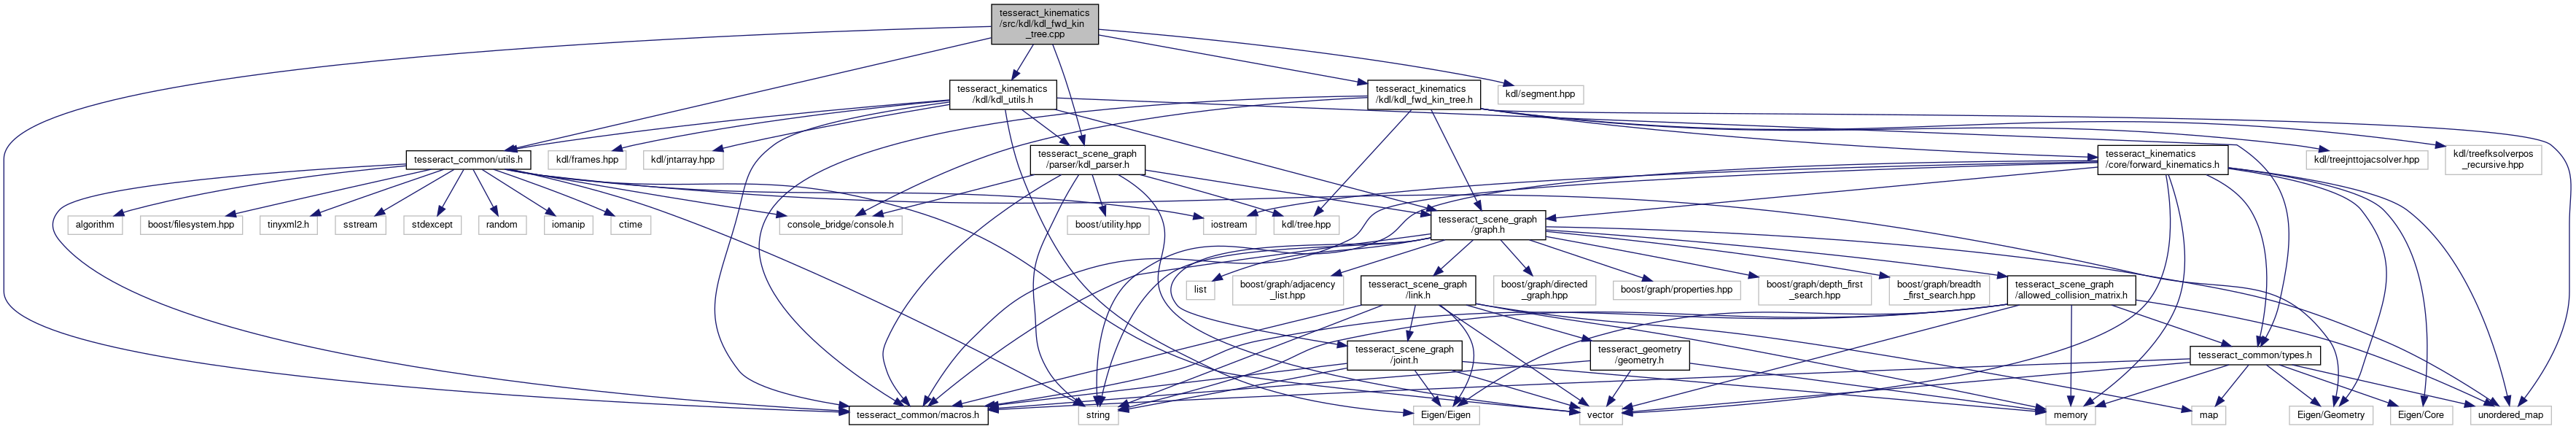 tesseract_kinematics
/src/kdl/kdl_fwd_kin
_tree.cpp
tesseract_kinematics
/kdl/kdl_utils.h
tesseract_kinematics
/kdl/kdl_fwd_kin_tree.h
kdl/segment.hpp
tesseract_common/utils.h
kdl/frames.hpp
kdl/jntarray.hpp
tesseract_scene_graph
/parser/kdl_parser.h
tesseract_kinematics
/core/forward_kinematics.h
kdl/treejnttojacsolver.hpp
kdl/treefksolverpos
_recursive.hpp
algorithm
boost/filesystem.hpp
tinyxml2.h
sstream
stdexcept
random
iomanip
ctime
console_bridge/console.h
boost/utility.hpp
iostream
kdl/tree.hpp
tesseract_scene_graph
/graph.h
list
boost/graph/adjacency
_list.hpp
tesseract_scene_graph
/link.h
boost/graph/directed
_graph.hpp
boost/graph/properties.hpp
boost/graph/depth_first
_search.hpp
boost/graph/breadth
_first_search.hpp
tesseract_scene_graph
/allowed_collision_matrix.h
tesseract_scene_graph
/joint.h
tesseract_geometry
/geometry.h
tesseract_common/types.h
tesseract_common/macros.h
string
Eigen/Eigen
vector
memory
map
Eigen/Geometry
Eigen/Core
unordered_map